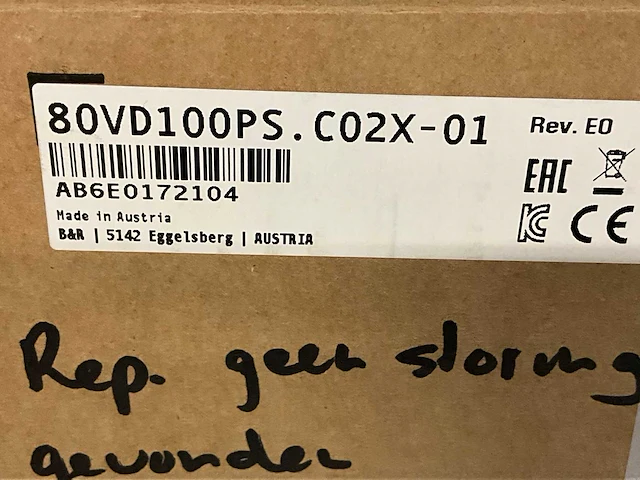 80VD100PS.C02X-01
Rev. E0
AB6E0172104
EAC
Made in Austria
CE
B&R | 5142 Eggelsberg | AUSTRIA
Rep. geen storing
gevonden